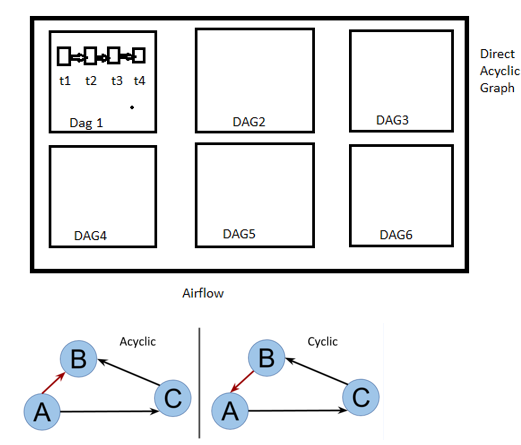 t1 t2 t3 t4
Dag 1
DAG2
DAG3
Direct
Acyclic
Graph
DAG4
DAG5
DAG6
Airflow
Acyclic
B
A
C
Cyclic
B
A
C